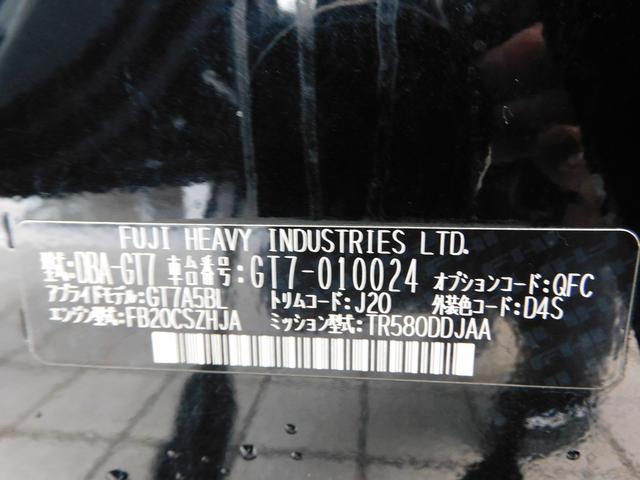 FUJI HEAVY INDUSTRIES LTD.
型式:DBA-GT7 車台番号:GT7-010024 オプションコード:QFC
アプライドモデル:GT7A5BL トリムコード:J20 外装色コード:D4S
エンジン型式:FB20CSZHJA ミッション型式:TR580DDJAA